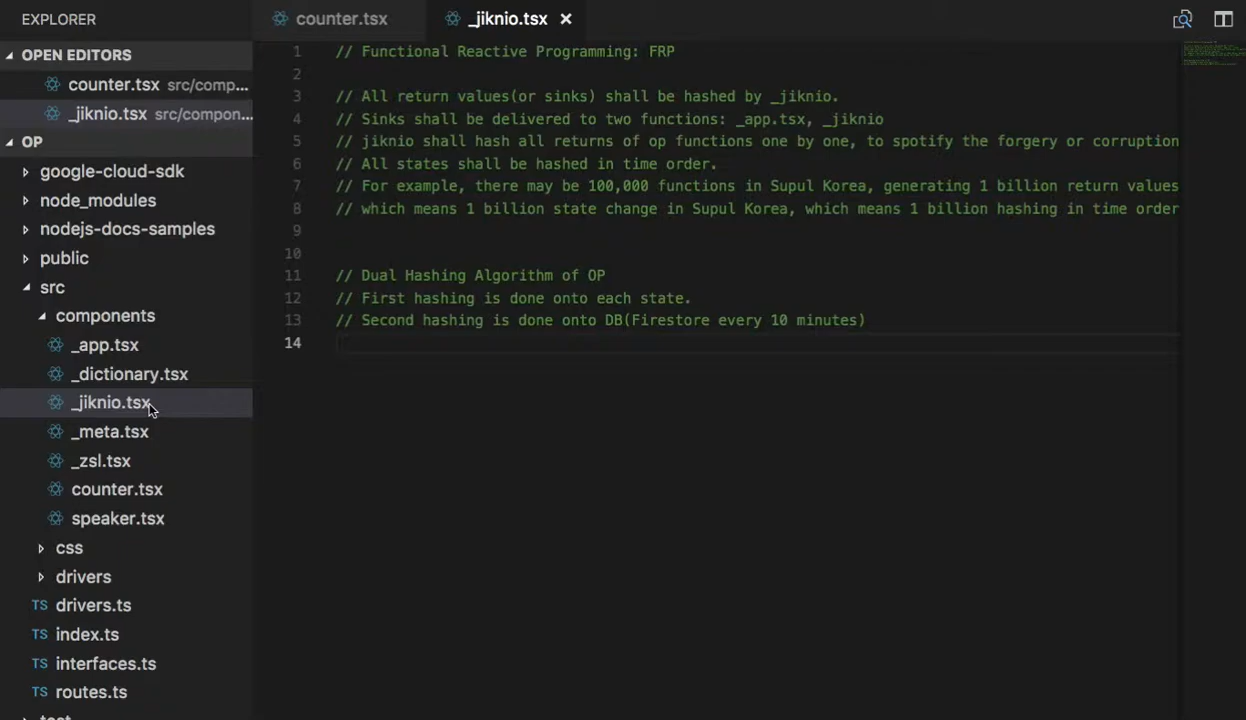 EXPLORER
OPEN EDITORS
counter.tsx src/comp...
_jiknio.tsx src/compon...
OP
google-cloud-sdk
node_modules
nodejs-docs-samples
public
src
components
_app.tsx
_dictionary.tsx
_jiknio.tsx
_meta.tsx
_zsl.tsx
counter.tsx
speaker.tsx
css
drivers
TS drivers.ts
TS index.ts
TS interfaces.ts
TS routes.ts
test
counter.tsx
_jiknio.tsx
1 // Functional Reactive Programming: FRP
2
3 // All return values(or sinks) shall be hashed by _jiknio.
4 // Sinks shall be delivered to two functions: _app.tsx, _jiknio
5 // jiknio shall hash all returns of op functions one by one, to spotify the forgery or corruption
6 // All states shall be hashed in time order.
7 // For example, there may be 100,000 functions in Supul Korea, generating 1 billion return values
8 // which means 1 billion state change in Supul Korea, which means 1 billion hashing in time order
9
10
11 // Dual Hashing Algorithm of OP
12 // First hashing is done onto each state.
13 // Second hashing is done onto DB(Firestore every 10 minutes)
14